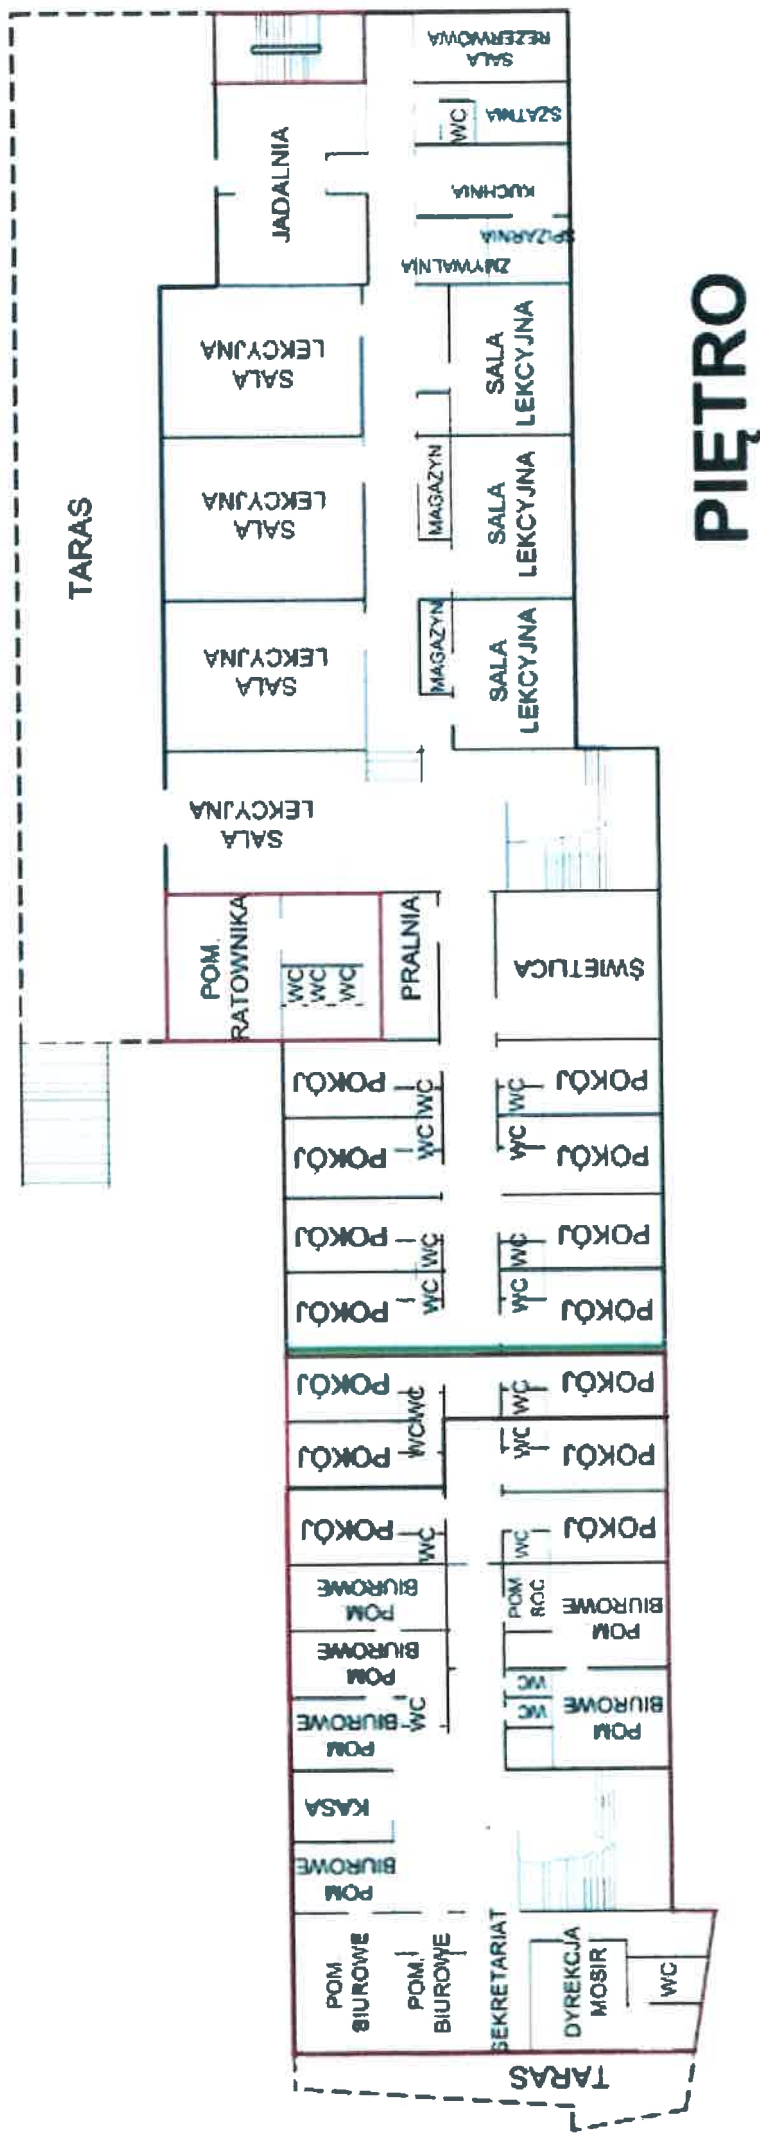 SALA
REZERWOWA
SZATNIA
WC
JADALNIA
KUCHNIA
SPIZARNIA
ZMYWALNIA
SALA
LEKCYJNA
SALA
LEKCYJNA
PIĘTRO
TARAS
SALA
LEKCYJNA
MAGAZYN
SALA
LEKCYJNA
SALA
LEKCYJNA
MAGAZYN
SALA
LEKCYJNA
SALA
LEKCYJNA
POM.
RATOWNIKA
WC
WC
WC
PRALNIA
ŚWIETLICA
POKÓJ
WC
WC
POKÓJ
POKÓJ
WC
WC
POKÓJ
POKÓJ
WC
WC
POKÓJ
POKÓJ
WC
WC
POKÓJ
POKÓJ
WC
WC
POKÓJ
POKÓJ
WC
WC
POKÓJ
POKÓJ
WC
WC
POKÓJ
POM
BIUROWE
POM
SOC
POM
BIUROWE
POM
BIUROWE
POM
BIUROWE
WC
WC
WC
POM
BIUROWE
KASA
POM
BIUROWE
POM.
BIUROWE
POM.
BIUROWE
SEKRETARIAT
DYREKCJA
MOSIR
WC
TARAS